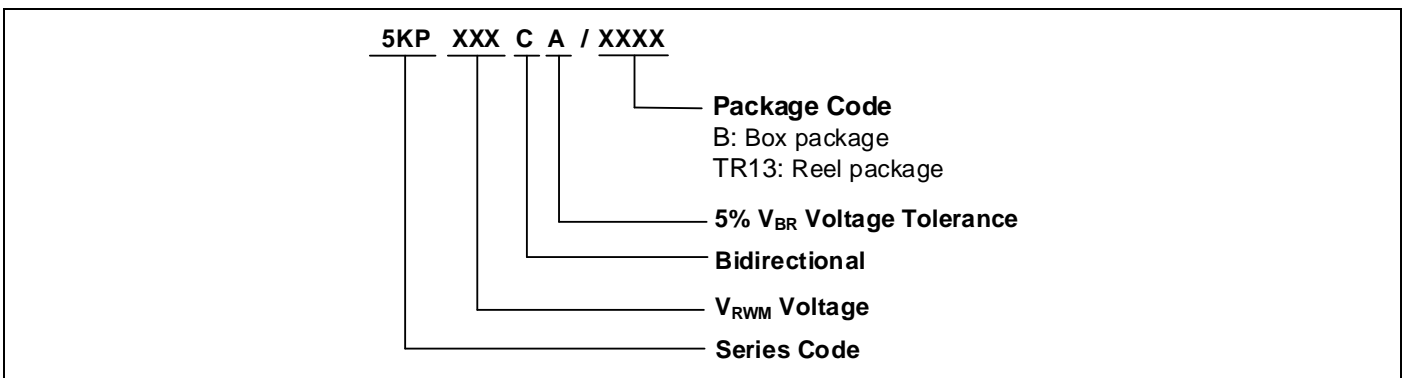 5KP XXX C A / XXXX
Package Code
B: Box package
TR13: Reel package
5% VBR Voltage Tolerance
Bidirectional
VRWM Voltage
Series Code